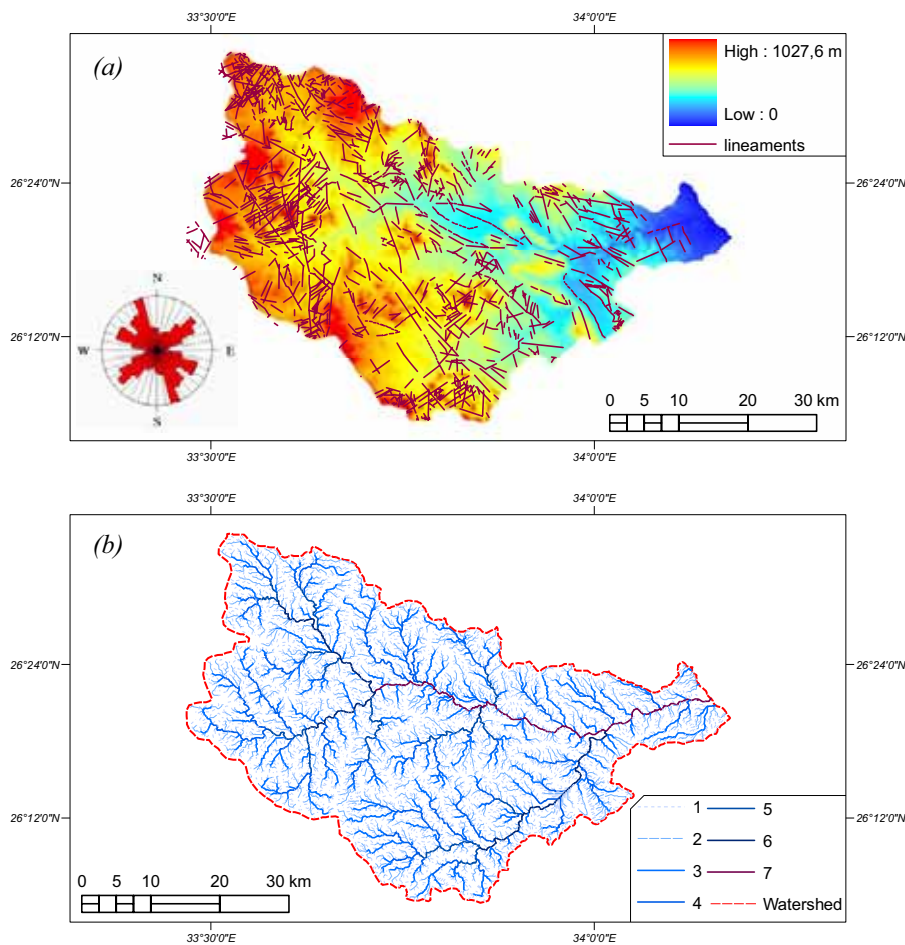 33°30'0"E 34°0'0"E
(a)
High : 1027,6 m
Low : 0
lineaments
26°24'0"N 26°24'0"N
N
W E
S
26°12'0"N 26°12'0"N
0 5 10 20 30 km
33°30'0"E 34°0'0"E
33°30'0"E 34°0'0"E
(b)
26°24'0"N 26°24'0"N
26°12'0"N 26°12'0"N
1 5
2 6
3 7
4 Watershed
0 5 10 20 30 km
33°30'0"E 34°0'0"E